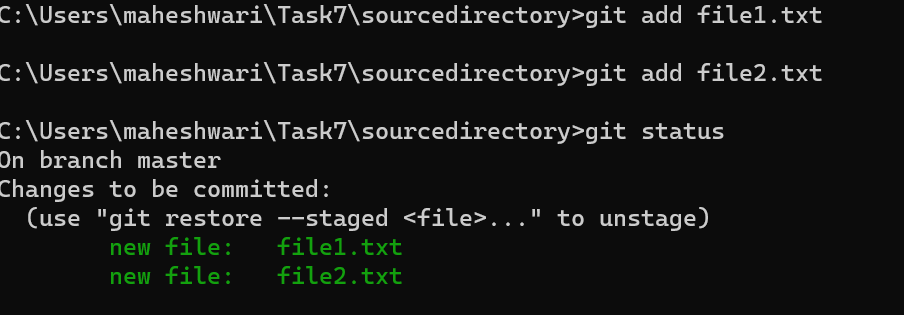 C:\Users\maheshwari\Task7\sourcedirectory>git add file1.txt
C:\Users\maheshwari\Task7\sourcedirectory>git add file2.txt
C:\Users\maheshwari\Task7\sourcedirectory>git status
On branch master
Changes to be committed:
  (use "git restore --staged <file>..." to unstage)
        new file:   file1.txt
        new file:   file2.txt